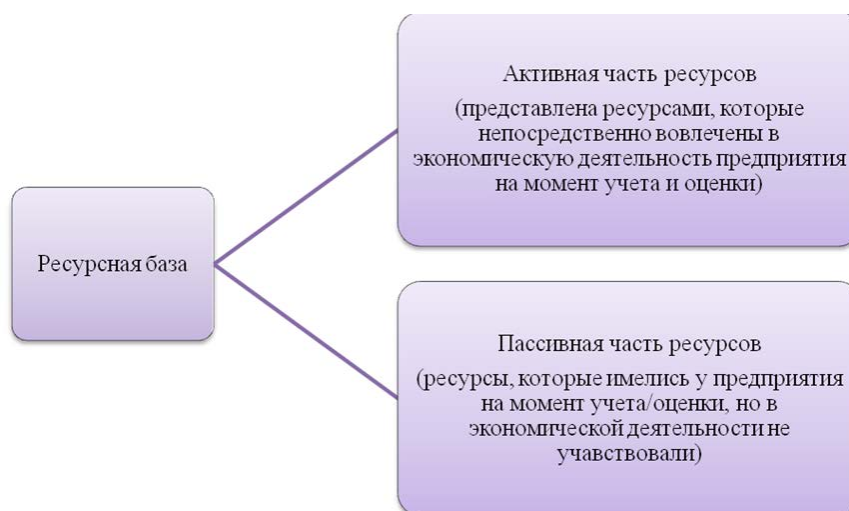 Ресурсная база
Активная часть ресурсов
(представлена ресурсами, которые
непосредственно вовлечены в
экономическую деятельность предприятия
на момент учета и оценки)
Пассивная часть ресурсов
(ресурсы, которые имелись у предприятия
на момент учета/оценки, но в
экономической деятельности не
учавствовали)